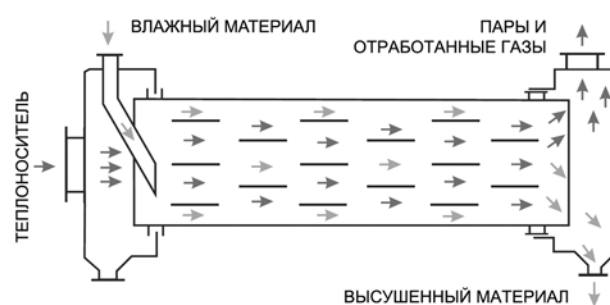 ВЛАЖНЫЙ МАТЕРИАЛ
ПАРЫ И
ОТРАБОТАННЫЕ ГАЗЫ
ТЕПЛОНОСИТЕЛЬ
ВЫСУШЕННЫЙ МАТЕРИАЛ